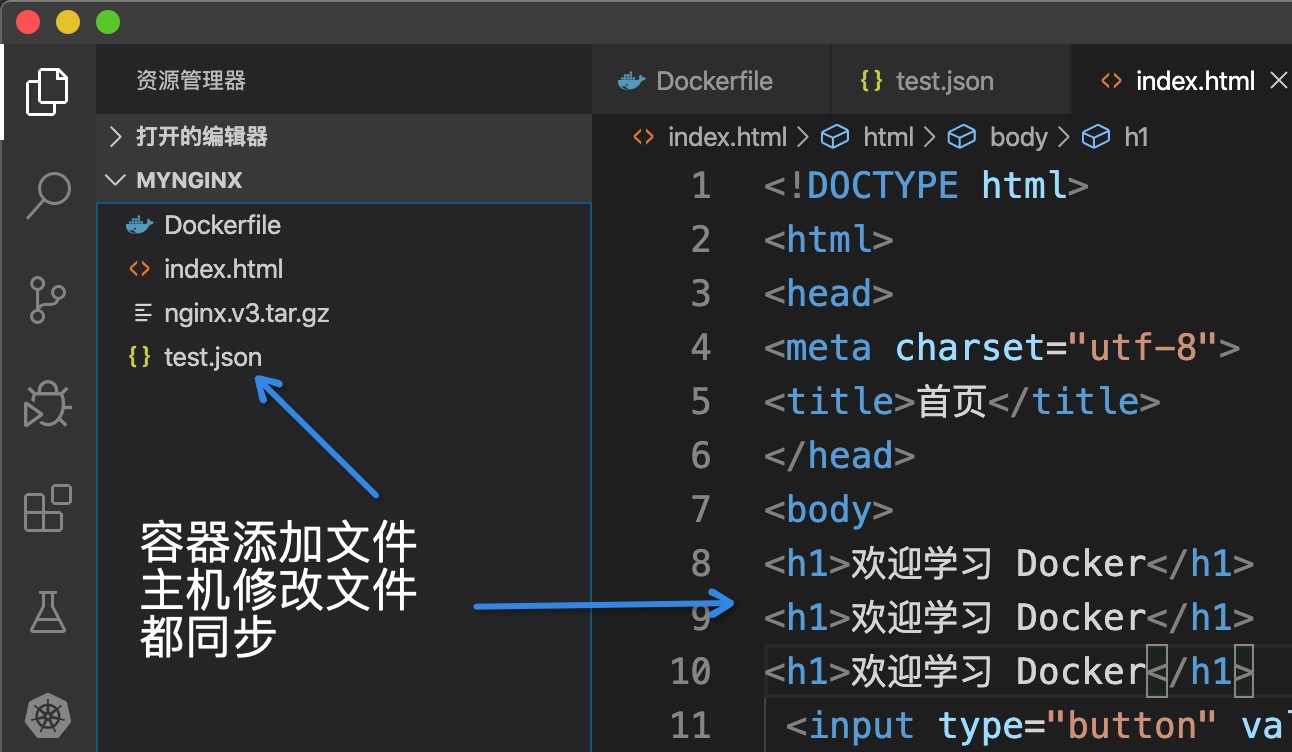 资源管理器
打开的编辑器
MYNGINX
Dockerfile
index.html
nginx.v3.tar.gz
{} test.json
容器添加文件
主机修改文件
都同步
Dockerfile {} test.json <> index.html ×
<> index.html > html > body > h1
1 <!DOCTYPE html>
2 <html>
3 <head>
4 <meta charset="utf-8">
5 <title>首页</title>
6 </head>
7 <body>
8 <h1>欢迎学习 Docker</h1>
9 <h1>欢迎学习 Docker</h1>
10 <h1>欢迎学习 Docker</h1>
11 <input type="button" val